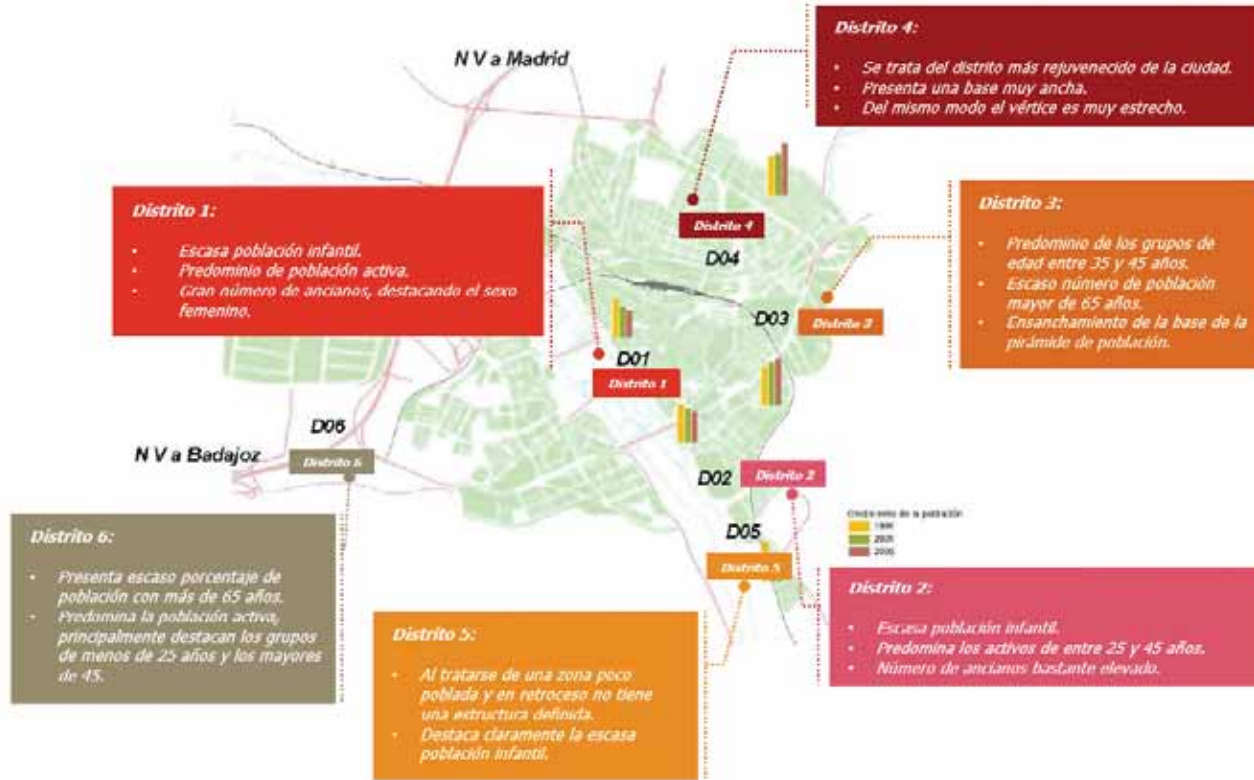 N V a Madrid
Distrito 4:
• Se trata del distrito más rejuvenecido de la ciudad.
• Presenta una base muy ancha.
• Del mismo modo el vértice es muy estrecho.
Distrito 1:
• Escasa población infantil.
• Predominio de población activa.
• Gran número de ancianos, destacando el sexo
femenino.
Distrito 3:
• Predominio de los grupos de
edad entre 35 y 45 años.
• Escaso número de población
mayor de 65 años.
• Ensanchamiento de la base de la
pirámide de población.
Distrito 4
D04
D03
Distrito 3
D01
Distrito 1
D06
N V a Badajoz
Distrito 6
D02
Distrito 2
D05
Distrito 5
de la población
Distrito 6:
• Presenta escaso porcentaje de
población con más de 65 años.
• Predomina la población activa,
principalmente destacan los grupos
de menos de 25 años y los mayores
de 45.
Distrito 5:
• Al tratarse de una zona poco
poblada y en retroceso no tiene
una estructura definida.
• Destaca claramente la escasa
población infantil.
Distrito 2:
• Escasa población infantil.
• Predomina los activos de entre 25 y 45 años.
• Número de ancianos bastante elevado.